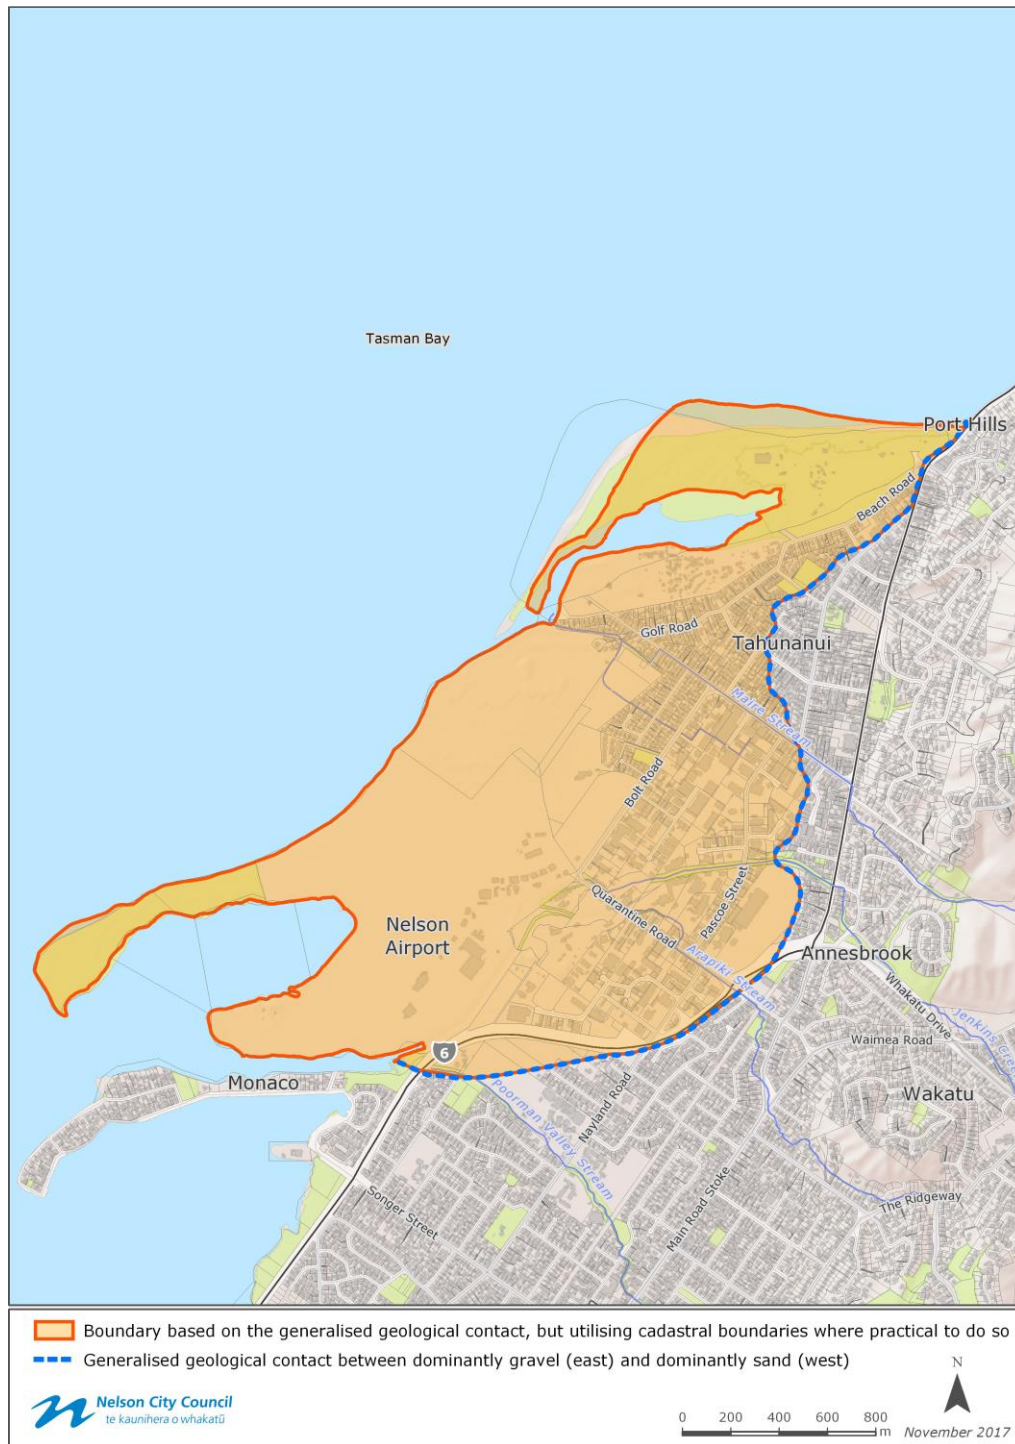 Tasman Bay
Port Hills
Beach Road
Golf Road
Tahunanui
Maire Stream
Bolt Road
Pascoe Street
Quarantine Road
Nelson
Airport
Arapiki Stream
Annesbrook
Whakatu Drive
Jenkins Creek
Waimea Road
6
Monaco
Wakatu
Poorman Valley Stream
Nayland Road
Main Road Stoke
The Ridgeway
Songer Street
Boundary based on the generalised geological contact, but utilising cadastral boundaries where practical to do so
Generalised geological contact between dominantly gravel (east) and dominantly sand (west)
N
Nelson City Council
te kaunihera o whakatū
0 200 400 600 800
m
November 2017